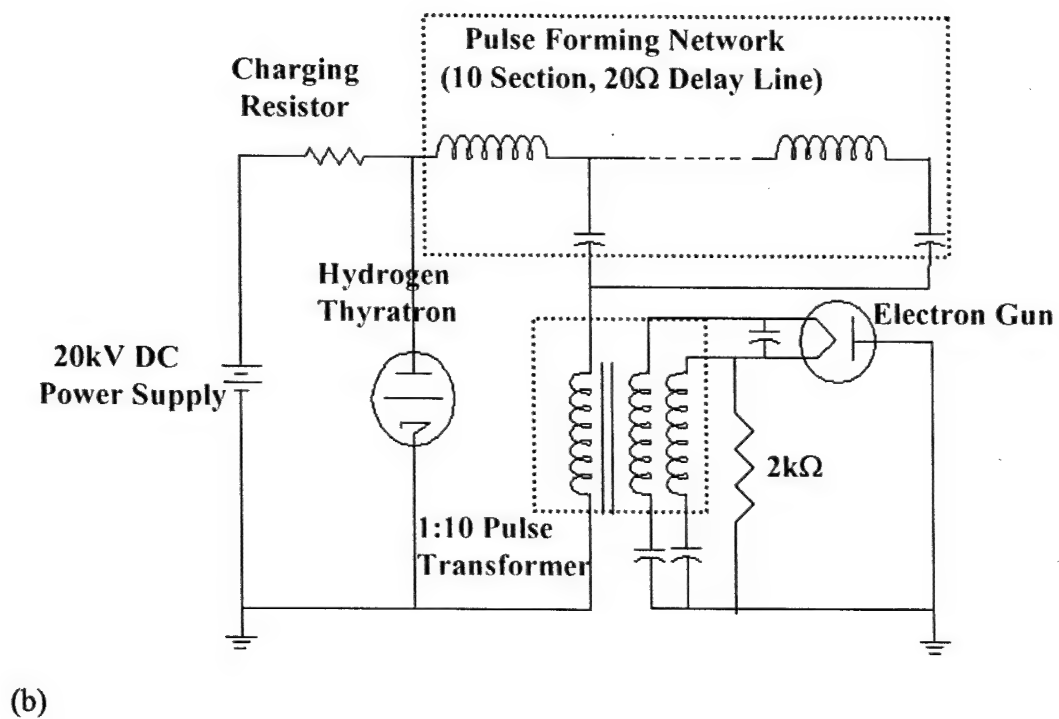 Pulse Forming Network
(10 Section, 20Ω Delay Line)
Charging
Resistor
Hydrogen
Thyratron
Electron Gun
20kV DC
Power Supply
2kΩ
1:10 Pulse
Transformer
(b)